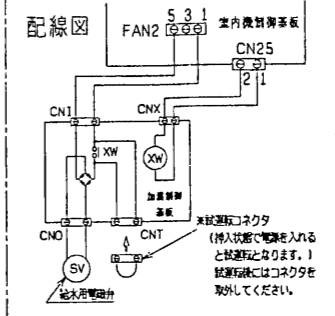 配線図
室内機制御基板
5 3 1
FAN2
CN25
2 1
CNI
CNX
XW
XW
加湿制御
基板
CNO
CNT
※試運転コネクタ
(挿入状態で電源を入れる
と試運転となります。)
試運転後にはコネクタを
取外してください。
SV
給水用電磁弁